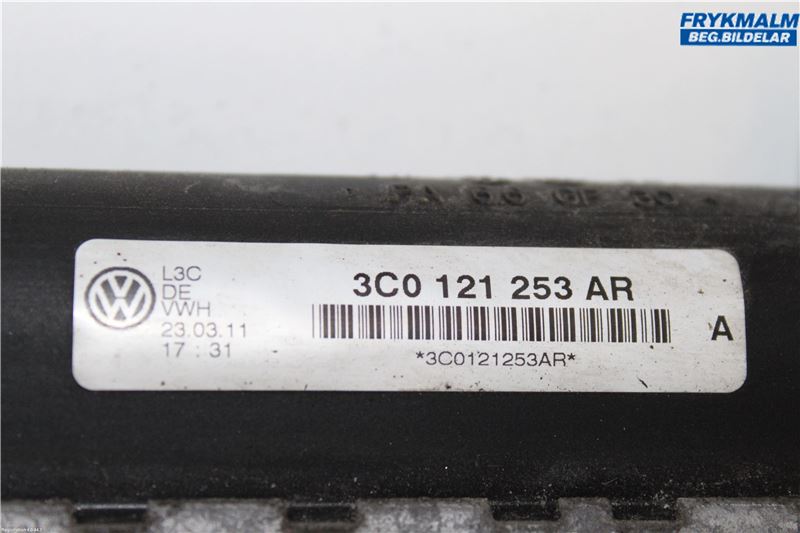 FRYKMALM
BEG.BILDELAR
L3C
DE
VWH
23.03.11
17 : 31
3C0 121 253 AR
*3C0121253AR*
A